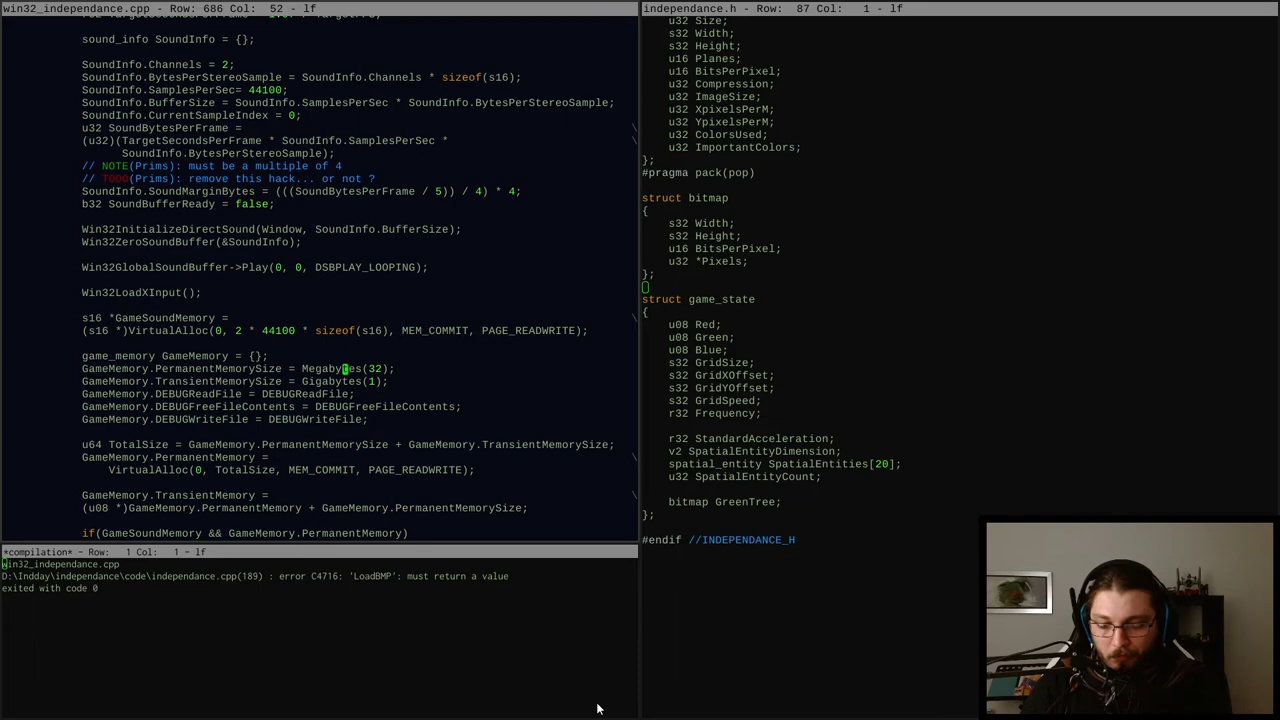 win32_independance.cpp - Row: 686 Col: 52 - lf
sound_info SoundInfo = {};
SoundInfo.Channels = 2;
SoundInfo.BytesPerStereoSample = SoundInfo.Channels * sizeof(s16);
SoundInfo.SamplesPerSec= 44100;
SoundInfo.BufferSize = SoundInfo.SamplesPerSec * SoundInfo.BytesPerStereoSample;
SoundInfo.CurrentSampleIndex = 0;
u32 SoundBytesPerFrame = \
(u32)(TargetSecondsPerFrame * SoundInfo.SamplesPerSec * \
SoundInfo.BytesPerStereoSample);
// NOTE(Prims): must be a multiple of 4
// TODO(Prims): remove this hack... or not ?
SoundInfo.SoundMarginBytes = (((SoundBytesPerFrame / 5)) / 4) * 4;
b32 SoundBufferReady = false;
Win32InitializeDirectSound(Window, SoundInfo.BufferSize);
Win32ZeroSoundBuffer(&SoundInfo);
Win32GlobalSoundBuffer->Play(0, 0, DSBPLAY_LOOPING);
Win32LoadXInput();
s16 *GameSoundMemory = \
(s16 *)VirtualAlloc(0, 2 * 44100 * sizeof(s16), MEM_COMMIT, PAGE_READWRITE);
game_memory GameMemory = {};
GameMemory.PermanentMemorySize = Megabytes(32);
GameMemory.TransientMemorySize = Gigabytes(1);
GameMemory.DEBUGReadFile = DEBUGReadFile;
GameMemory.DEBUGFreeFileContents = DEBUGFreeFileContents;
GameMemory.DEBUGWriteFile = DEBUGWriteFile;
u64 TotalSize = GameMemory.PermanentMemorySize + GameMemory.TransientMemorySize;
GameMemory.PermanentMemory = \
VirtualAlloc(0, TotalSize, MEM_COMMIT, PAGE_READWRITE);
GameMemory.TransientMemory = \
(u08 *)GameMemory.PermanentMemory + GameMemory.PermanentMemorySize;
if(GameSoundMemory && GameMemory.PermanentMemory)
*compilation* - Row: 1 Col: 1 - lf
win32_independance.cpp
D:\Indday\independance\code\independance.cpp(189) : error C4716: 'LoadBMP': must return a value
exited with code 0
independance.h - Row: 87 Col: 1 - lf
u32 Size;
s32 Width;
s32 Height;
u16 Planes;
u16 BitsPerPixel;
u32 Compression;
u32 ImageSize;
u32 XpixelsPerM;
u32 YpixelsPerM;
u32 ColorsUsed;
u32 ImportantColors;
};
#pragma pack(pop)
struct bitmap
{
s32 Width;
s32 Height;
u16 BitsPerPixel;
u32 *Pixels;
};
struct game_state
{
u08 Red;
u08 Green;
u08 Blue;
s32 GridSize;
s32 GridXOffset;
s32 GridYOffset;
s32 GridSpeed;
r32 Frequency;
r32 StandardAcceleration;
v2 SpatialEntityDimension;
spatial_entity SpatialEntities[20];
u32 SpatialEntityCount;
bitmap GreenTree;
};
#endif //INDEPENDANCE_H